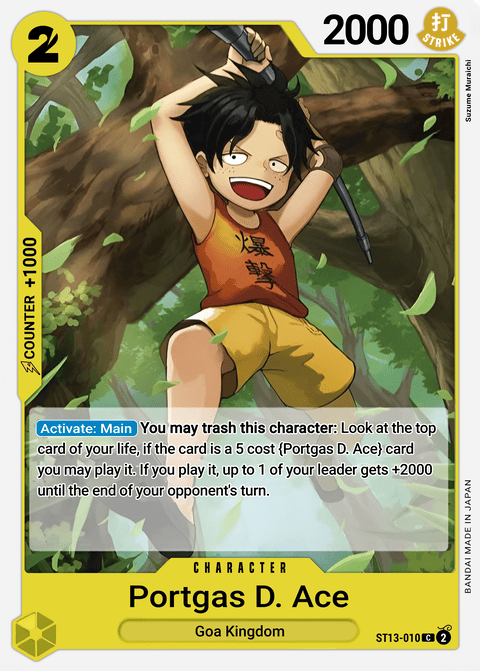 2
2000
打
STRIKE
Suzume Muraichi
爆
撃
COUNTER +1000
Activate: Main You may trash this character: Look at the top
card of your life, if the card is a 5 cost {Portgas D. Ace} card
you may play it. If you play it, up to 1 of your leader gets +2000
until the end of your opponent's turn.
BANDAI MADE IN JAPAN
CHARACTER
Portgas D. Ace
Goa Kingdom
ST13-010 C 2